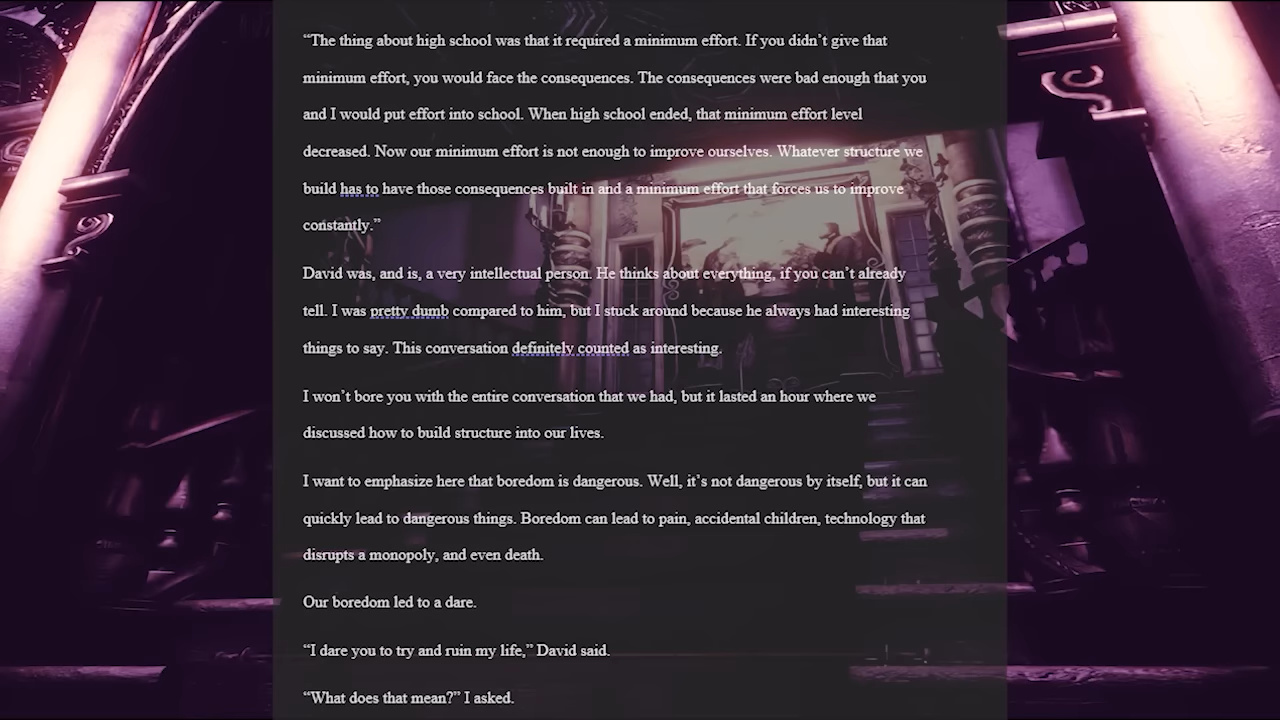 “The thing about high school was that it required a minimum effort. If you didn’t give that
minimum effort, you would face the consequences. The consequences were bad enough that you
and I would put effort into school. When high school ended, that minimum effort level
decreased. Now our minimum effort is not enough to improve ourselves. Whatever structure we
build has to have those consequences built in and a minimum effort that forces us to improve
constantly.”
David was, and is, a very intellectual person. He thinks about everything, if you can’t already
tell. I was pretty dumb compared to him, but I stuck around because he always had interesting
things to say. This conversation definitely counted as interesting.
I won’t bore you with the entire conversation that we had, but it lasted an hour where we
discussed how to build structure into our lives.
I want to emphasize here that boredom is dangerous. Well, it’s not dangerous by itself, but it can
quickly lead to dangerous things. Boredom can lead to pain, accidental children, technology that
disrupts a monopoly, and even death.
Our boredom led to a dare.
“I dare you to try and ruin my life,” David said.
“What does that mean?” I asked.